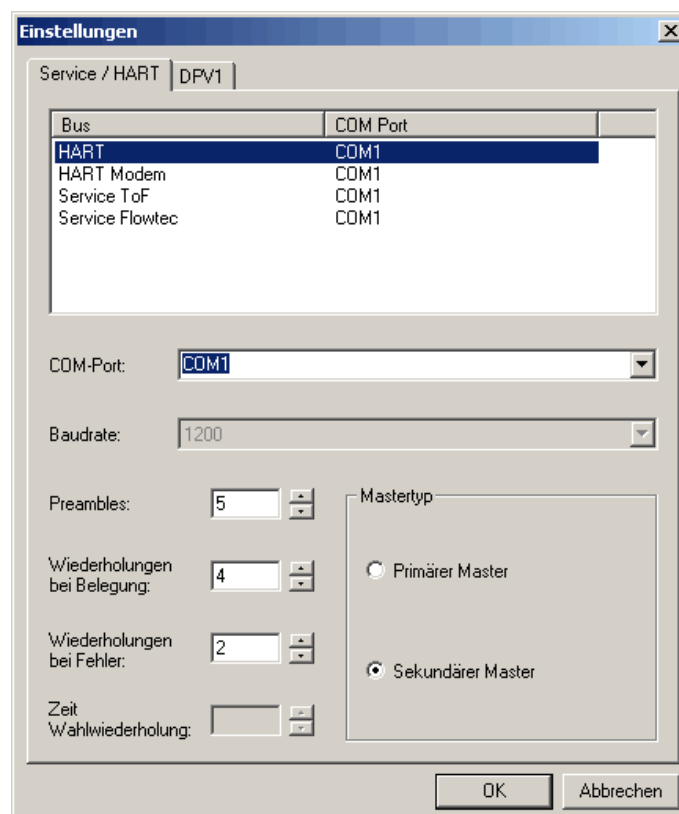 Einstellungen
Service / HART DPV1
Bus COM Port
HART COM1
HART Modem COM1
Service ToF COM1
Service Flowtec COM1
COM-Port: COM1
Baudrate: 1200
Preambles: 5
Mastertyp
Wiederholungen
bei Belegung: 4
Primärer Master
Wiederholungen
bei Fehler: 2
Sekundärer Master
Zeit
Wahlwiederholung:
OK Abbrechen